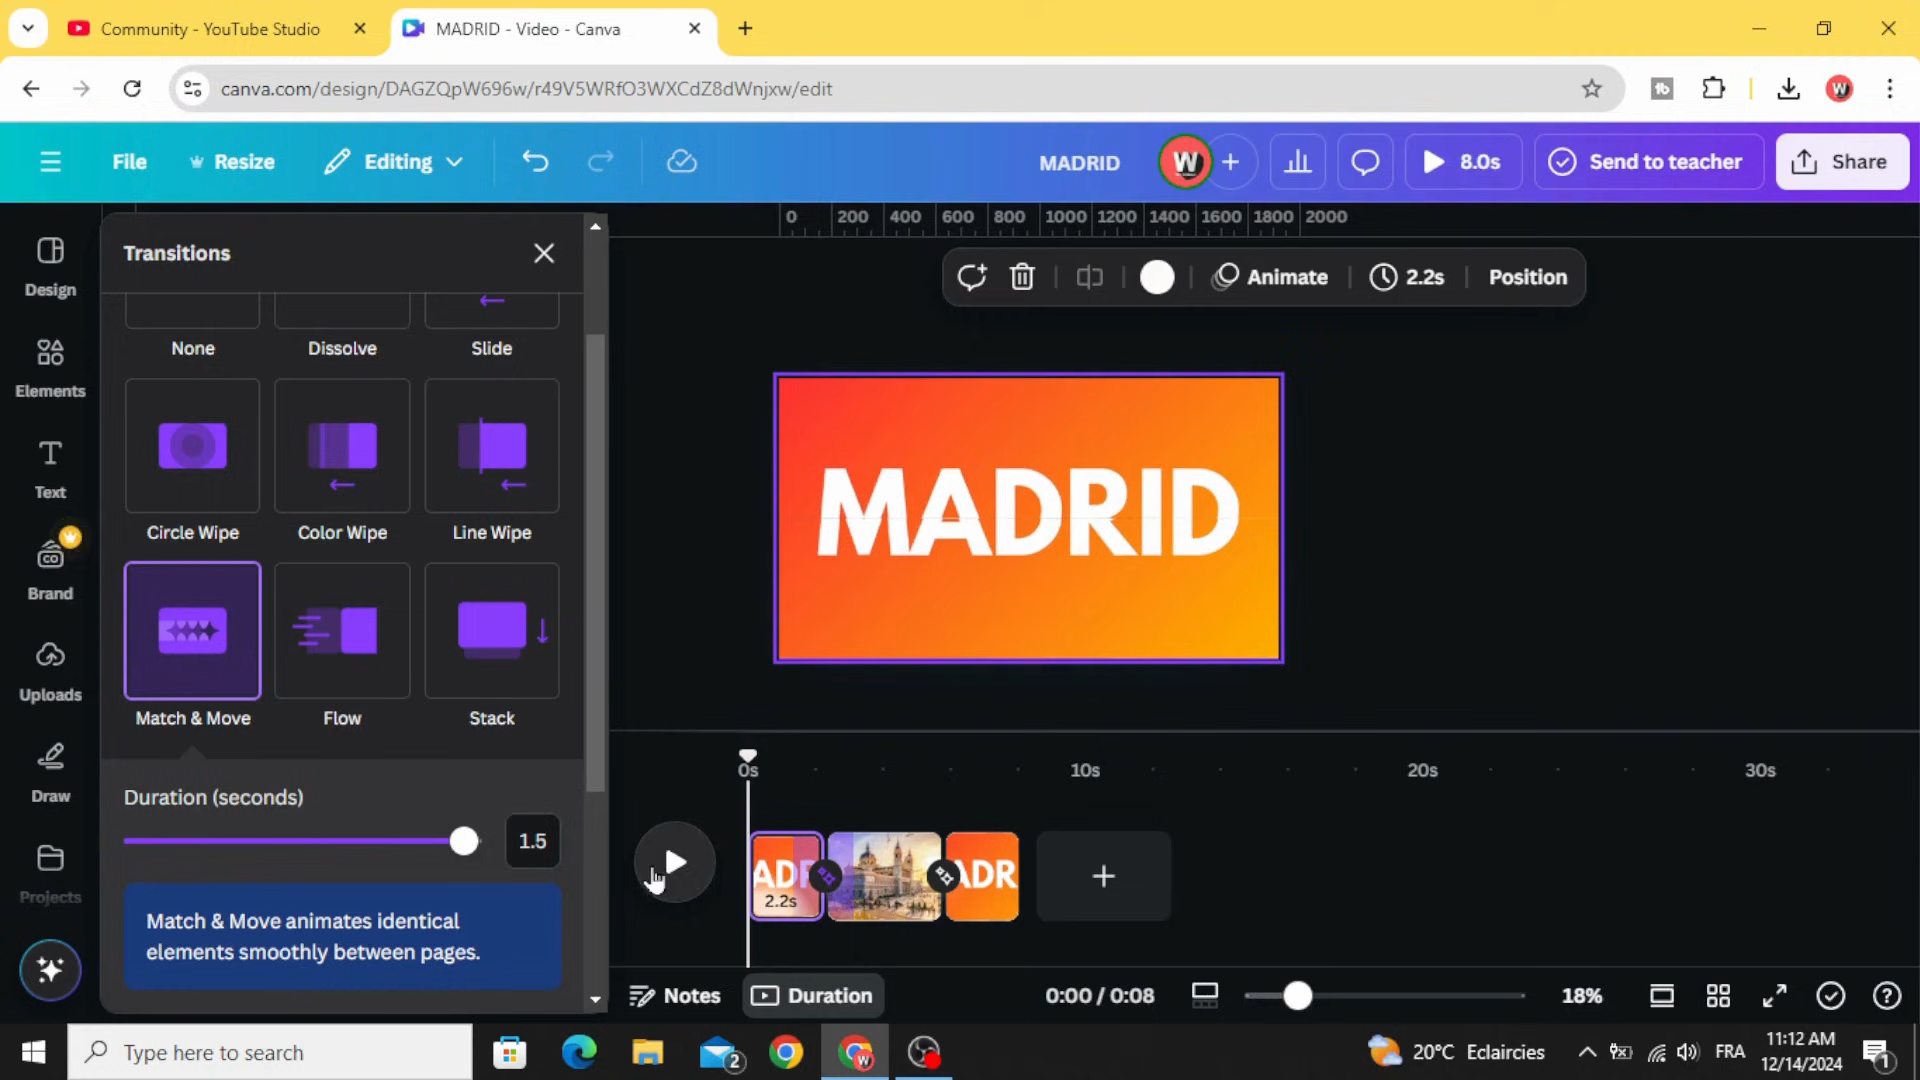 Community - YouTube Studio
MADRID - Video - Canva
canva.com/design/DAGZQpW696w/r49V5WRfO3WXCdZ8dWnjxw/edit
File
Resize
Editing
MADRID
W
8.0s
Send to teacher
Share
0 200 400 600 800 1000 1200 1400 1600 1800 2000
Design
Elements
Text
Brand
Uploads
Draw
Projects
Transitions
None
Dissolve
Slide
Circle Wipe
Color Wipe
Line Wipe
Match & Move
Flow
Stack
Duration (seconds)
1.5
Match & Move animates identical
elements smoothly between pages.
Animate
2.2s
Position
MADRID
0s
10s
20s
30s
2.2s
Notes
Duration
0:00 / 0:08
18%
Type here to search
2
20°C Eclaircies
FRA
11:12 AM
12/14/2024
1